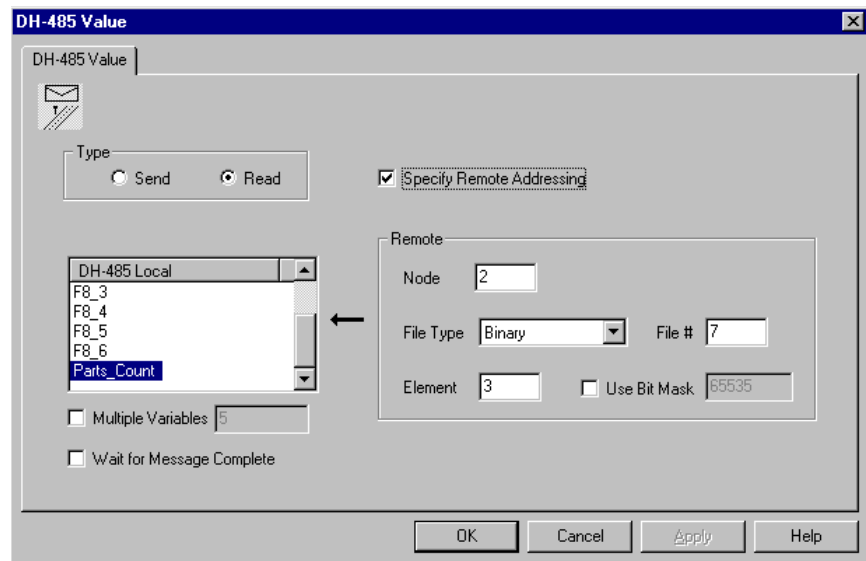 DH-485 Value
DH-485 Value
Type
Send Read
Specify Remote Addressing
DH-485 Local
F8_3
F8_4
F8_5
F8_6
Parts_Count
Multiple Variables 5
Wait for Message Complete
Remote
Node 2
File Type Binary File # 7
Element 3 Use Bit Mask 65535
OK Cancel Apply Help